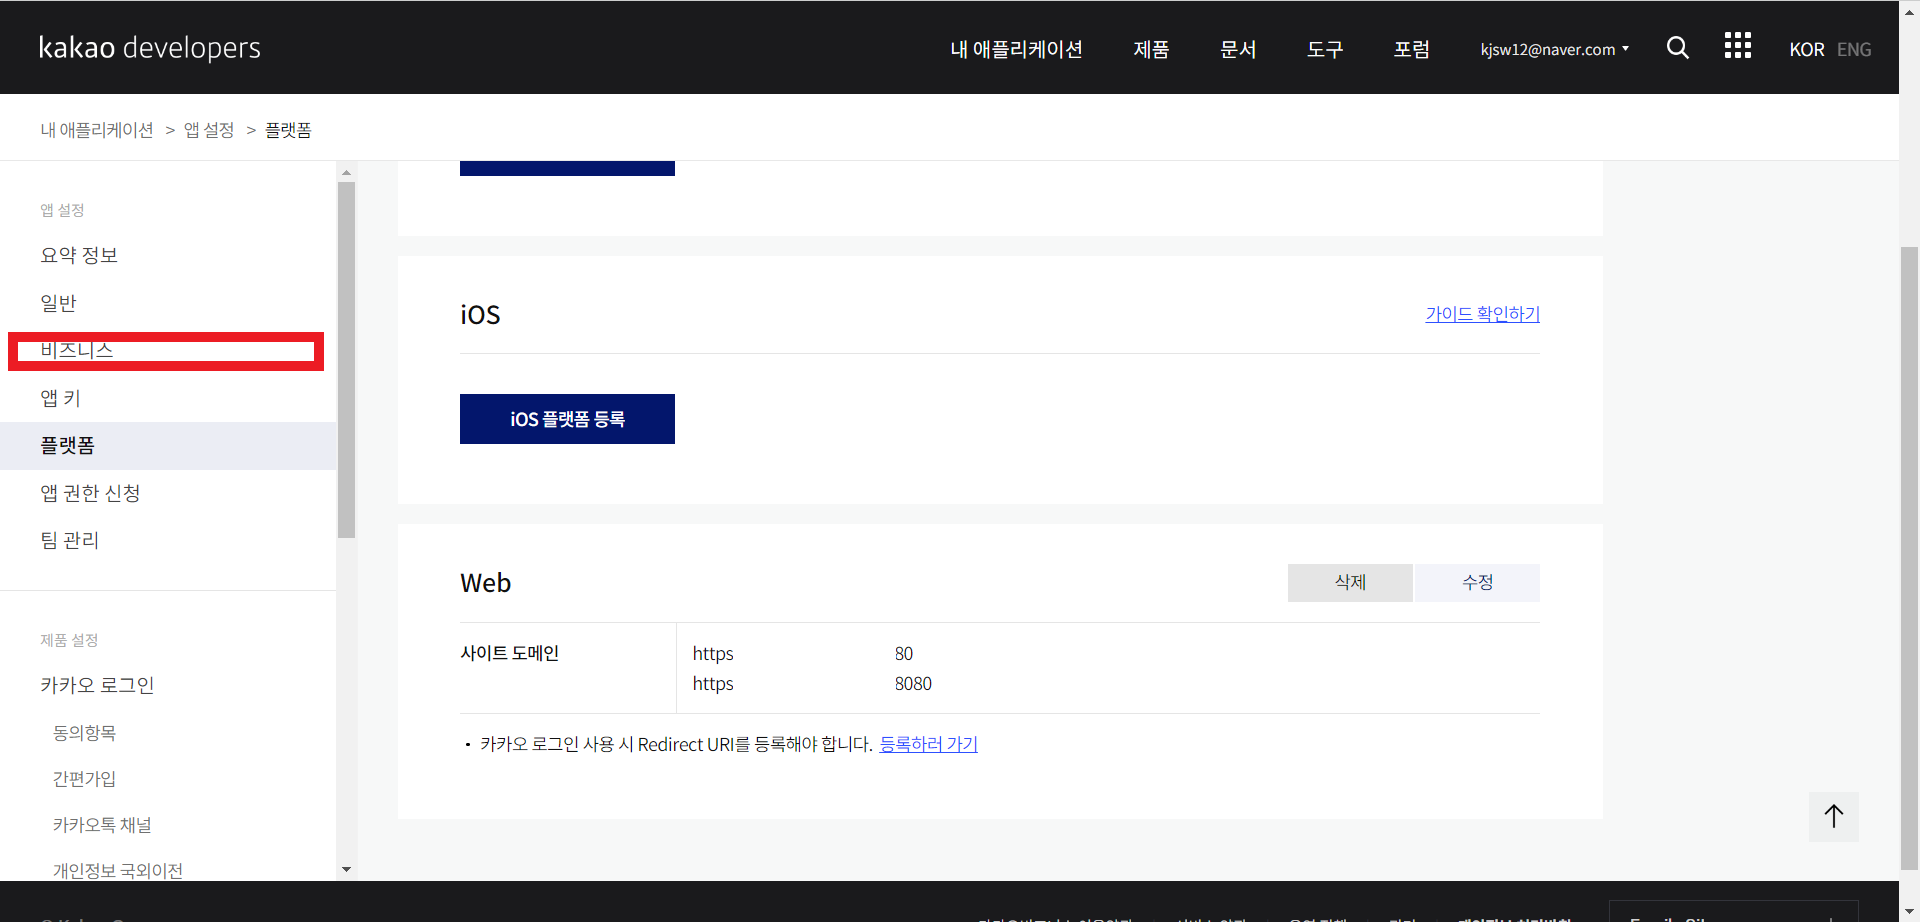 kakao developers
내 애플리케이션 제품 문서 도구 포럼 kjsw12@naver.com KOR ENG
내 애플리케이션 > 앱 설정 > 플랫폼
앱 설정
요약 정보
일반
비즈니스
앱 키
플랫폼
앱 권한 신청
팀 관리
제품 설정
카카오 로그인
동의항목
간편가입
카카오톡 채널
개인정보 국외이전
iOS 가이드 확인하기
iOS 플랫폼 등록
Web 삭제 수정
사이트 도메인 https 80
https 8080
• 카카오 로그인 사용 시 Redirect URI를 등록해야 합니다. 등록하러 가기